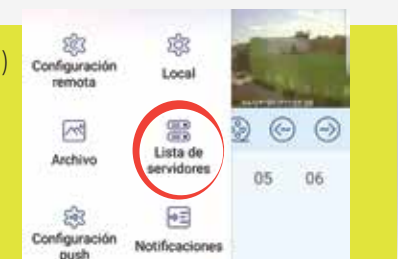 )
Configuración
remota
Local
Archivo
Lista de
servidores
05 06
Configuración
push
Notificaciones